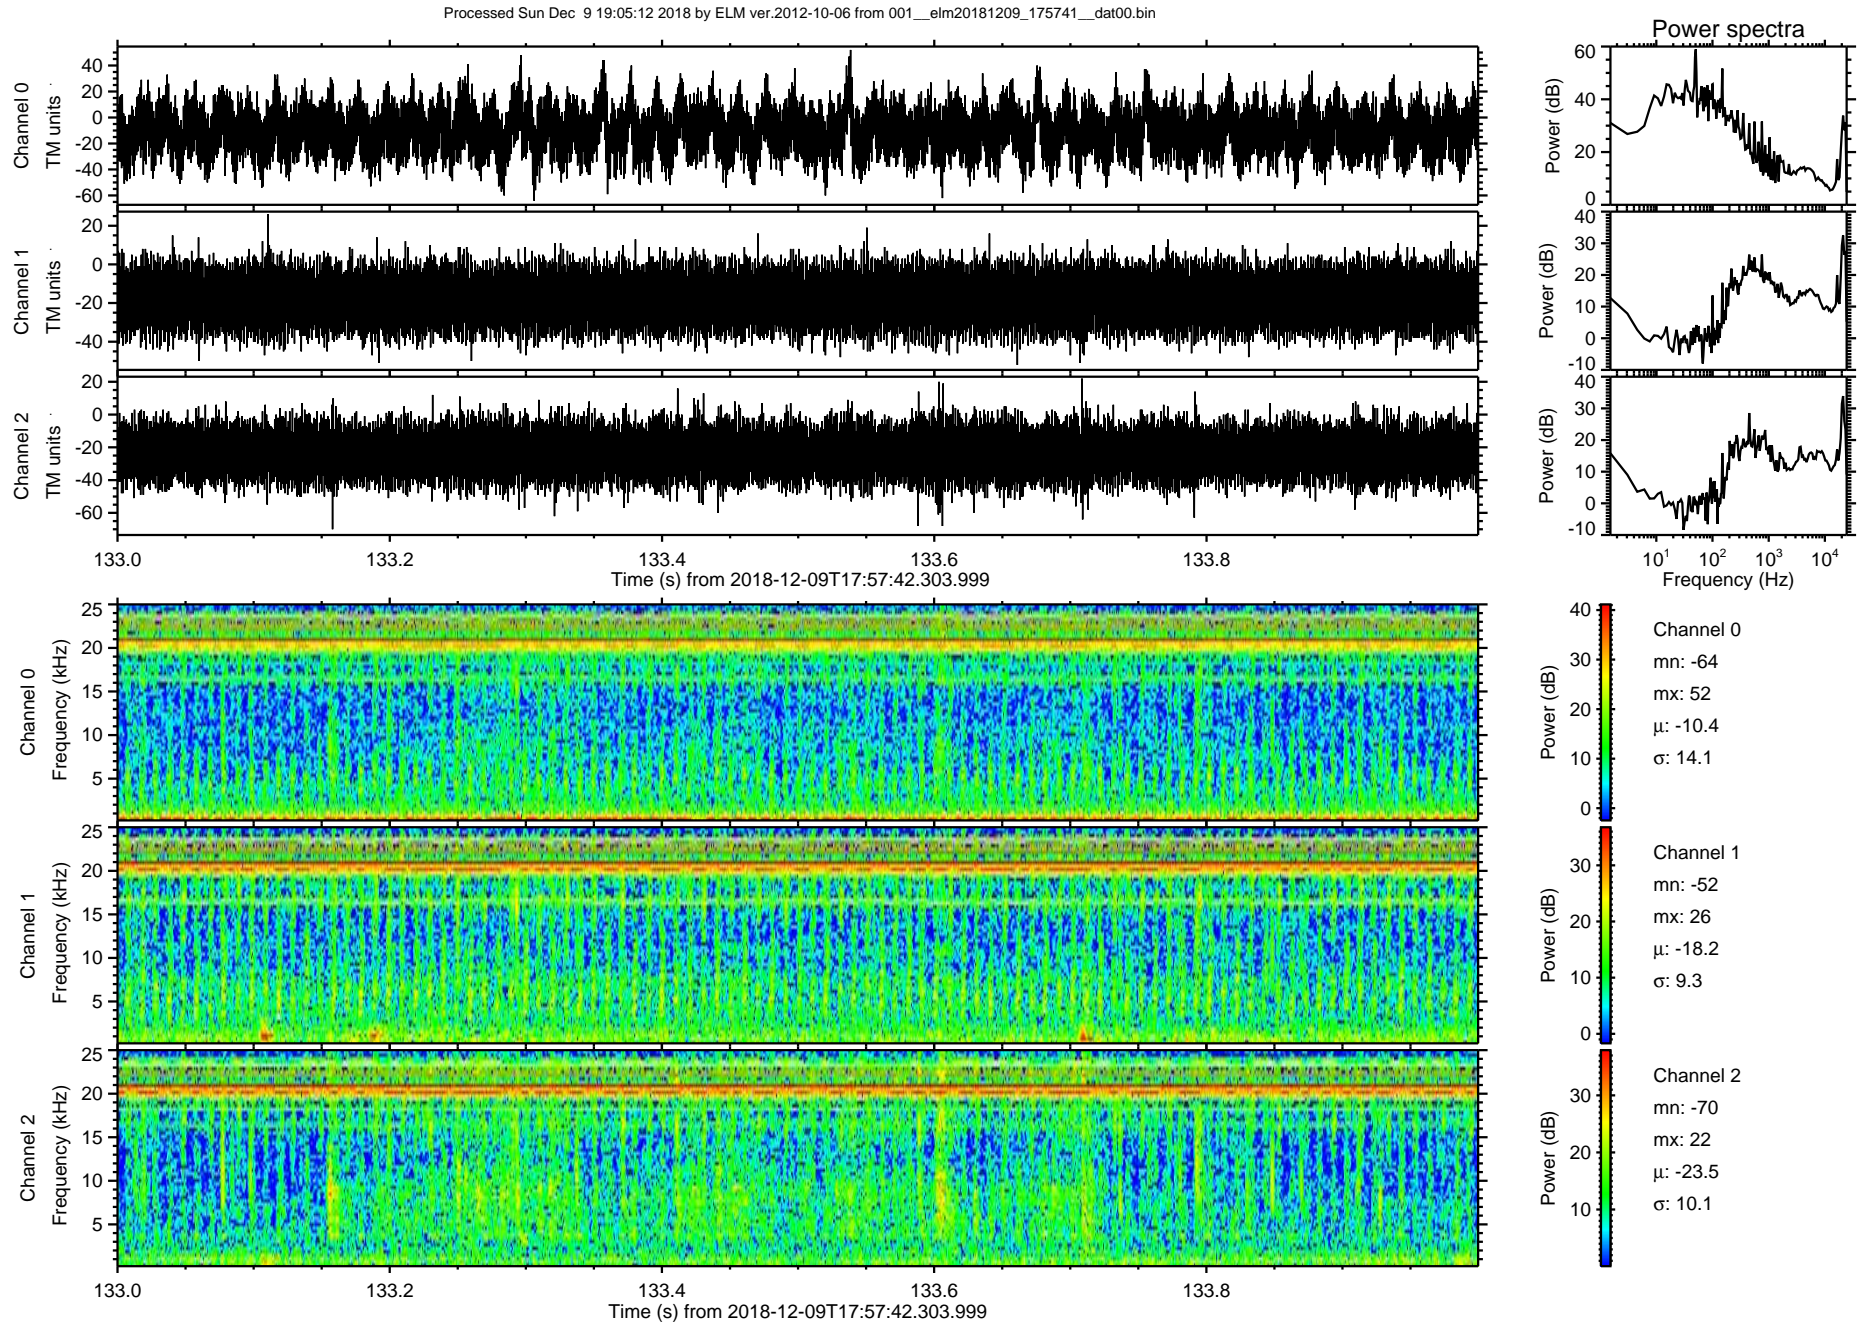 Processed Sun Dec  9 19:05:12 2018 by ELM ver.2012-10-06 from 001__elm20181209_175741__dat00.bin
Power spectra
Channel 0
TM units
40
20
0
-20
-40
-60
Power (dB)
60
40
20
0
Channel 1
TM units
20
0
-20
-40
Power (dB)
40
30
20
10
0
-10
Channel 2
TM units
20
0
-20
-40
-60
Power (dB)
40
30
20
10
0
-10
133.0
133.2
133.4
133.6
133.8
Time (s) from 2018-12-09T17:57:42.303.999
10^1
10^2
10^3
10^4
Frequency (Hz)
Channel 0
Frequency (kHz)
25
20
15
10
5
Power (dB)
40
30
20
10
0
Channel 0
mn: -64
mx: 52
μ: -10.4
σ: 14.1
Channel 1
Frequency (kHz)
25
20
15
10
5
Power (dB)
30
20
10
0
Channel 1
mn: -52
mx: 26
μ: -18.2
σ: 9.3
Channel 2
Frequency (kHz)
25
20
15
10
5
Power (dB)
30
20
10
Channel 2
mn: -70
mx: 22
μ: -23.5
σ: 10.1
133.0
133.2
133.4
133.6
133.8
Time (s) from 2018-12-09T17:57:42.303.999